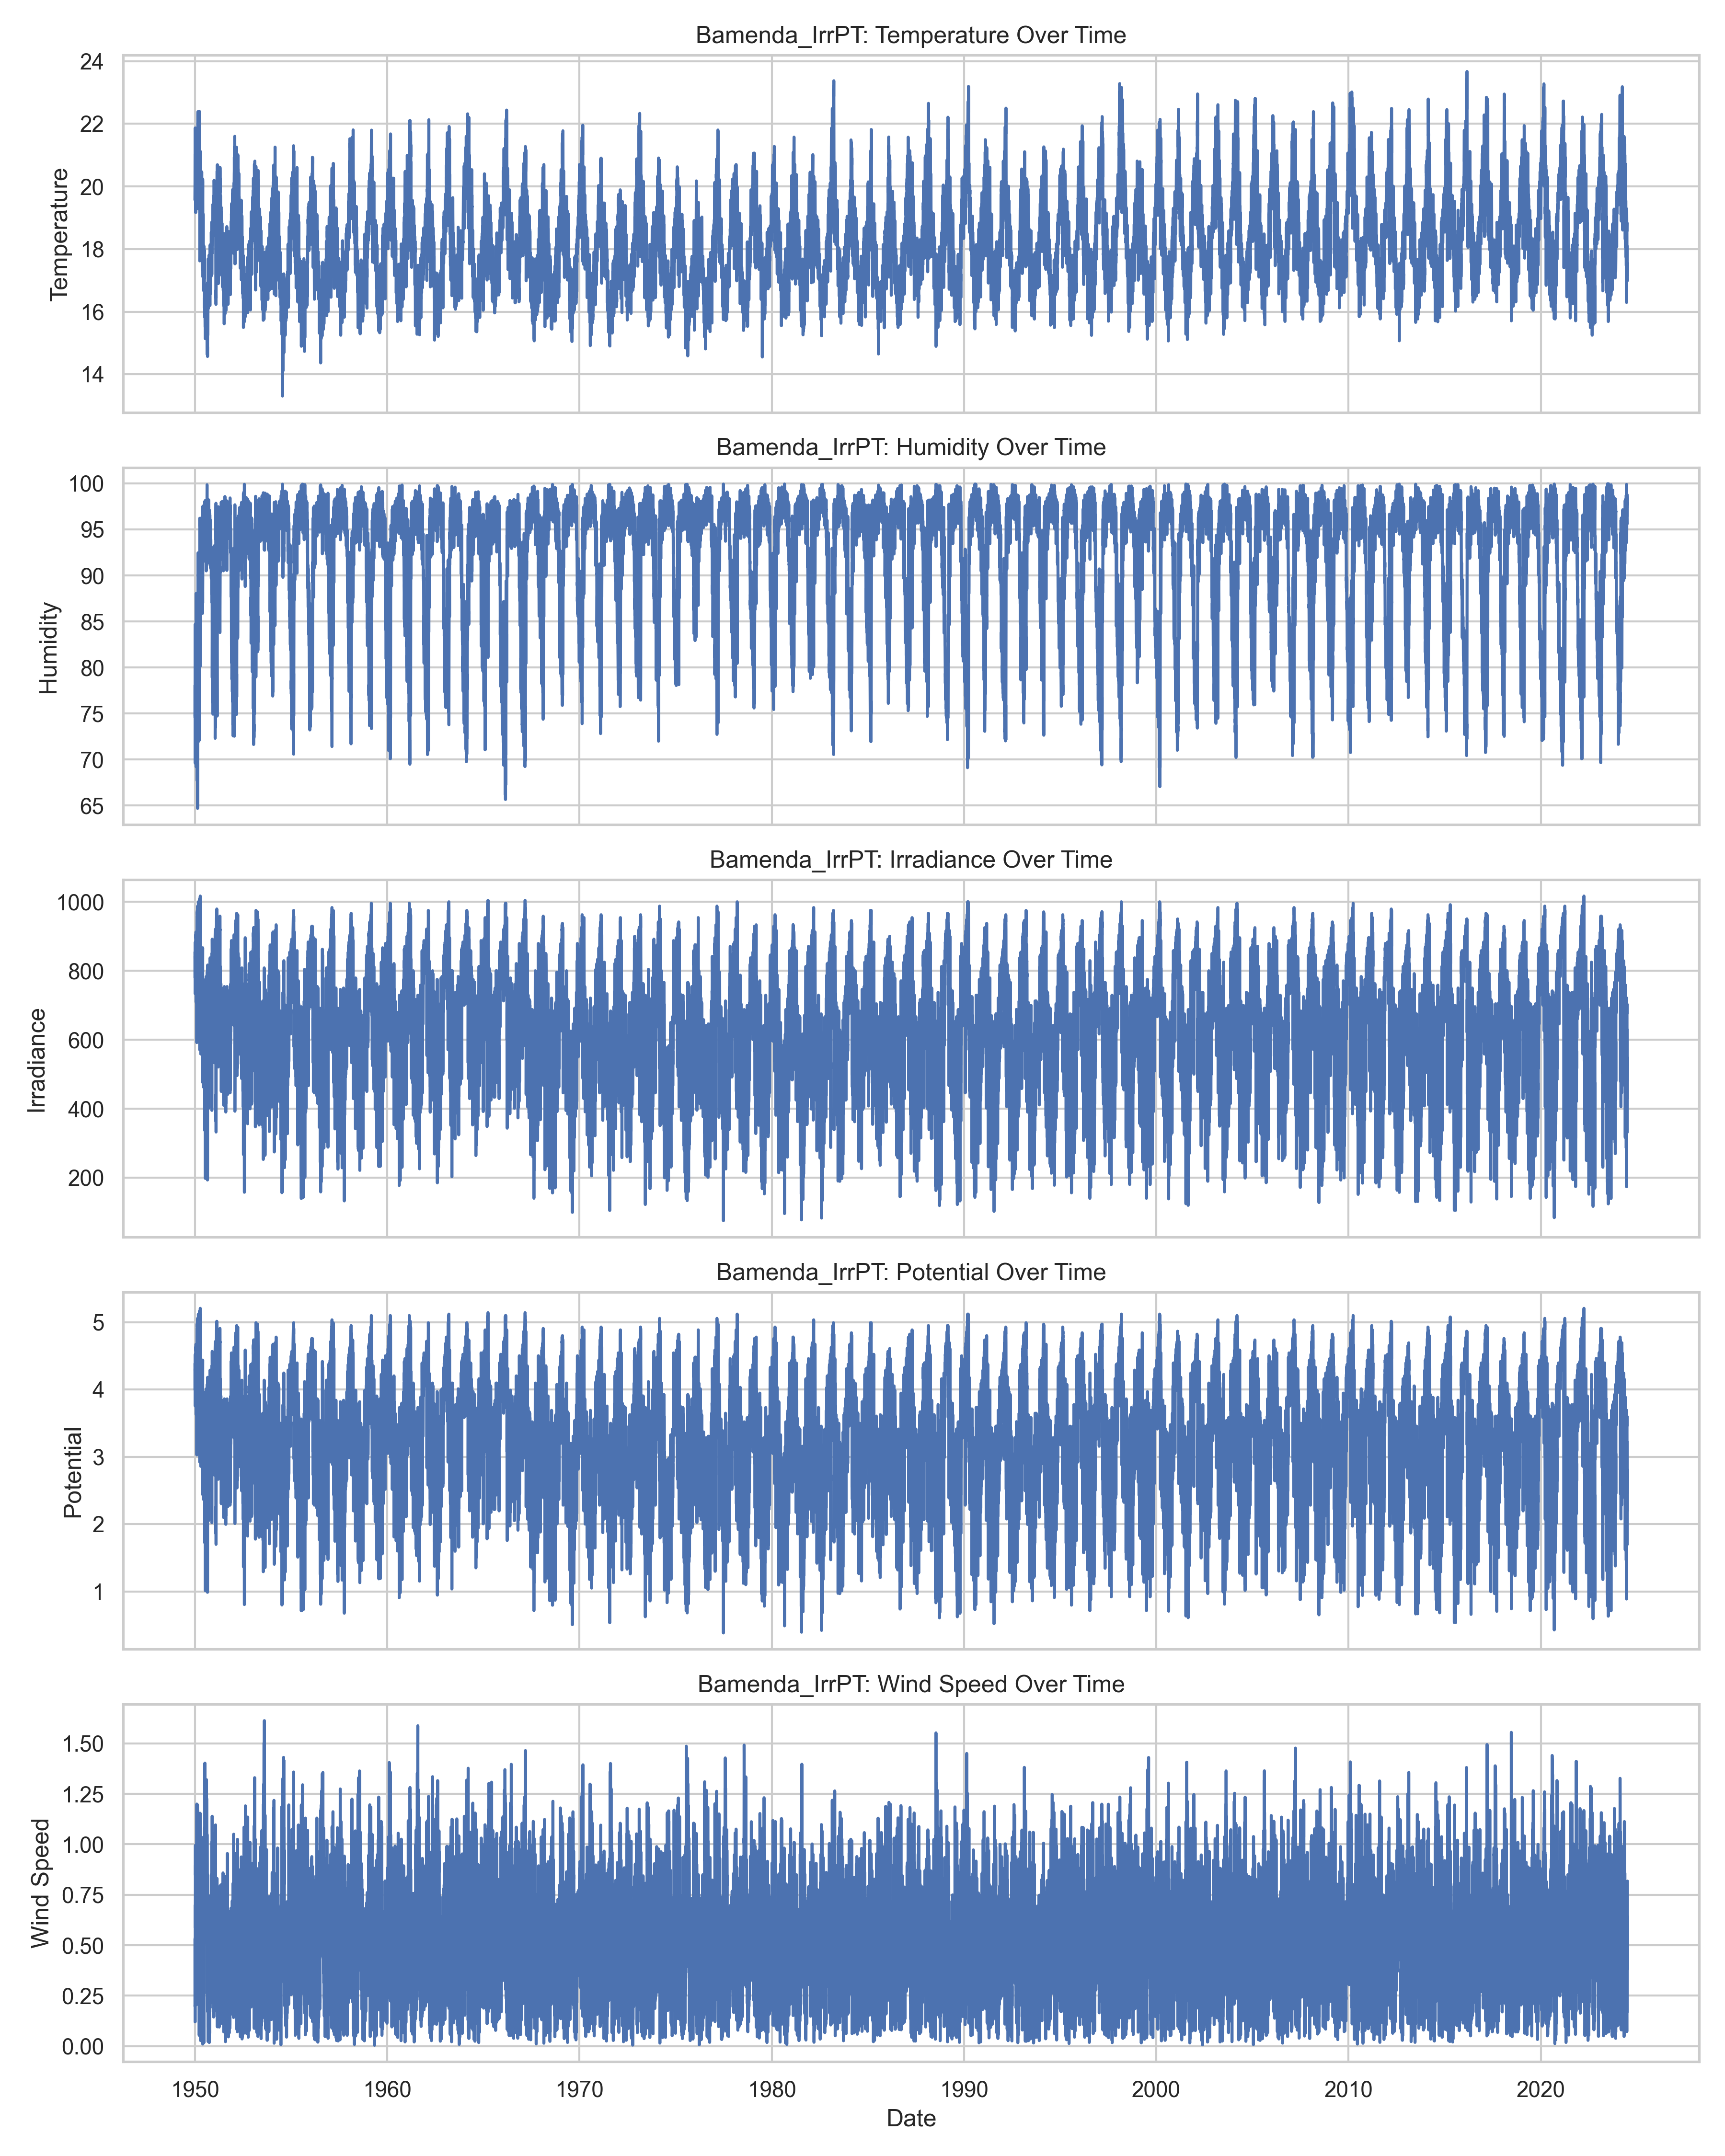 Bamenda_IrrPT: Temperature Over Time
24
22
20
18
16
14
Temperature
Bamenda_IrrPT: Humidity Over Time
100
95
90
85
80
75
70
65
Humidity
Bamenda_IrrPT: Irradiance Over Time
1000
800
600
400
200
Irradiance
Bamenda_IrrPT: Potential Over Time
5
4
3
2
1
Potential
Bamenda_IrrPT: Wind Speed Over Time
1.50
1.25
1.00
0.75
0.50
0.25
0.00
Wind Speed
1950 1960 1970 1980 1990 2000 2010 2020
Date